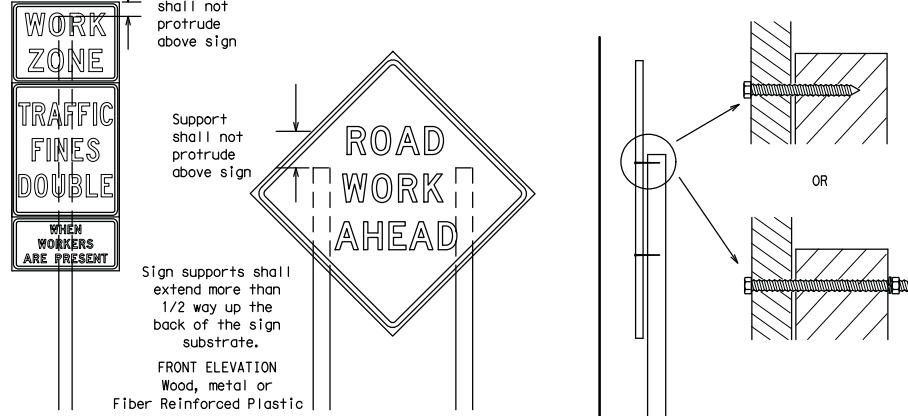 shall not
protrude
above sign
WORK
ZONE
TRAFFIC
FINES
DOUBLE
WHEN
WORKERS
ARE PRESENT
Support
shall not
protrude
above sign
ROAD
WORK
AHEAD
Sign supports shall
extend more than
1/2 way up the
back of the sign
substrate.
FRONT ELEVATION
Wood, metal or
Fiber Reinforced Plastic
OR